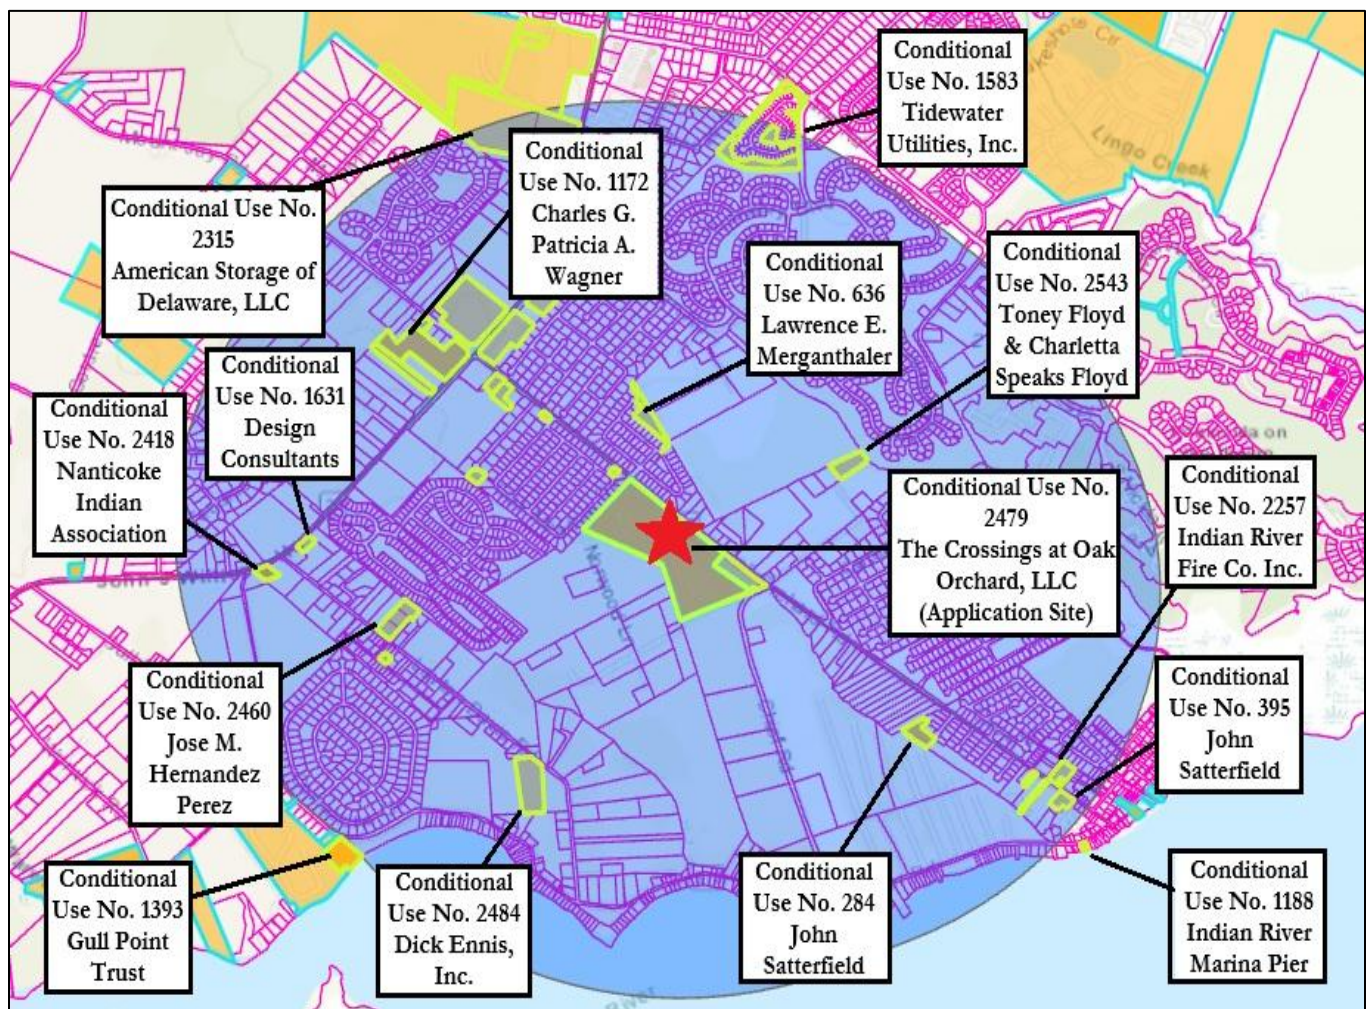 Conditional
Use No. 1583
Tidewater
Utilities, Inc.
Lingo Creek
Conditional
Use No. 1172
Charles G.
Patricia A.
Wagner
Conditional Use No.
2315
American Storage of
Delaware, LLC
Conditional
Use No. 636
Lawrence E.
Merganthaler
Conditional
Use No. 2543
Toney Floyd
& Charletta
Speaks Floyd
Conditional
Use No. 1631
Design
Consultants
Conditional
Use No. 2418
Nanticoke
Indian
Association
Conditional Use No.
2479
The Crossings at Oak
Orchard, LLC
(Application Site)
Conditional
Use No. 2257
Indian River
Fire Co. Inc.
Conditional
Use No. 2460
Jose M.
Hernandez
Perez
Conditional
Use No. 395
John
Satterfield
Conditional
Use No. 1393
Gull Point
Trust
Conditional
Use No. 2484
Dick Ennis,
Inc.
Conditional
Use No. 284
John
Satterfield
Conditional
Use No. 1188
Indian River
Marina Pier
River